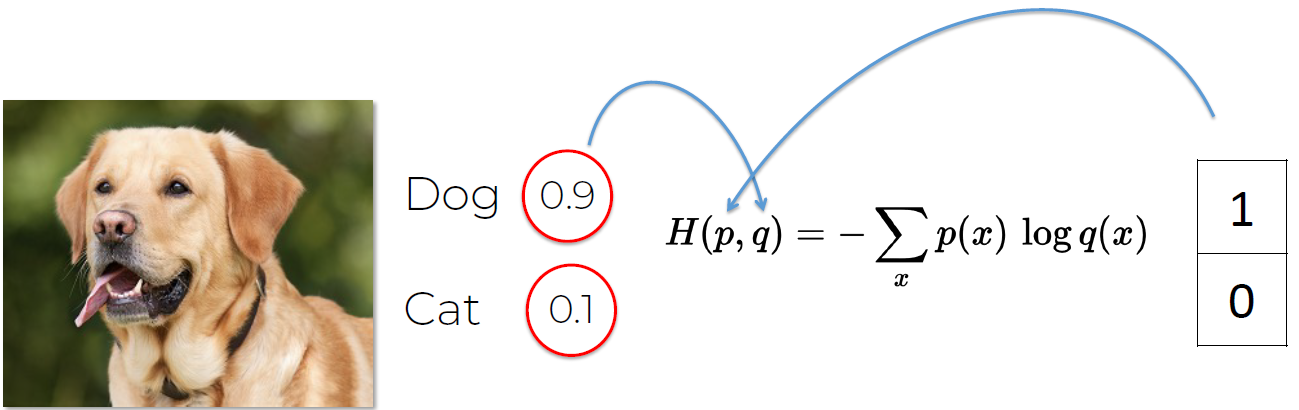 Dog 0.9
Cat 0.1
H(p, q) = − ∑ₓ p(x) log q(x)
1
0